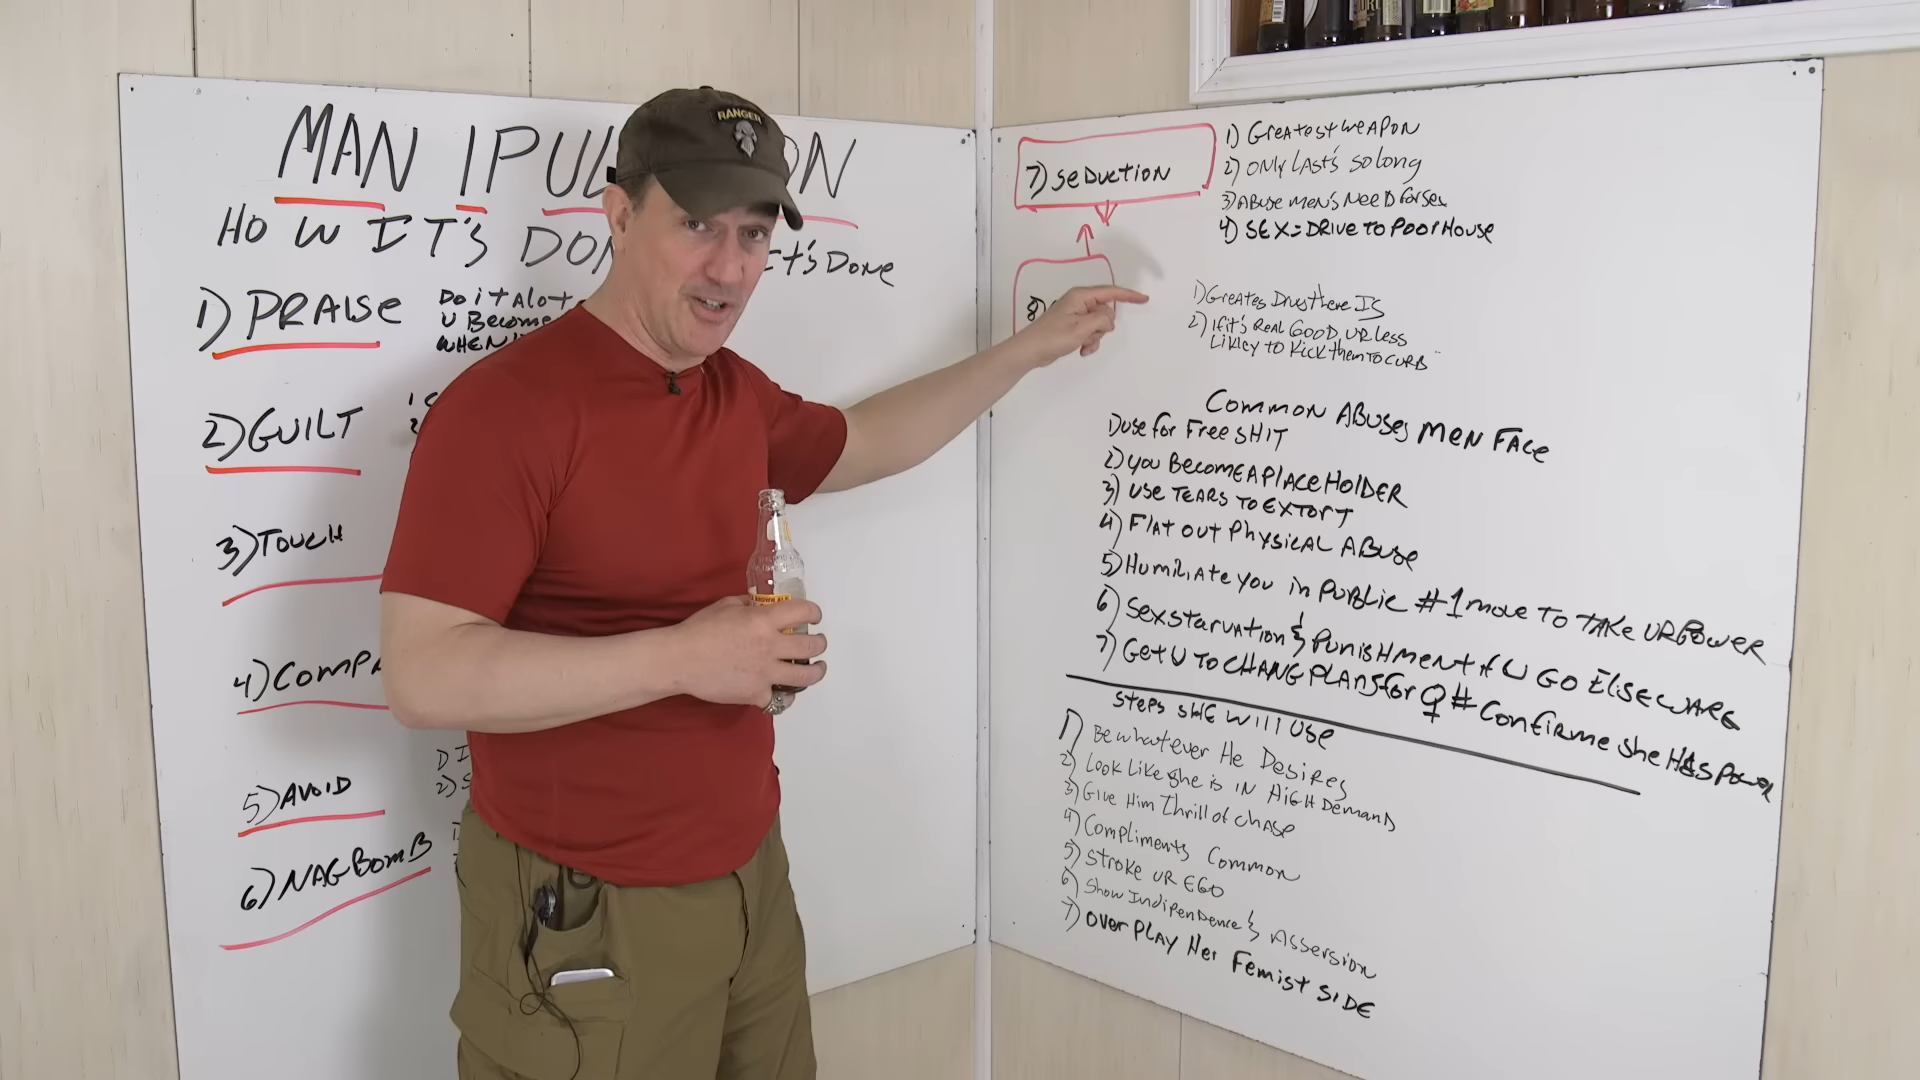 MAN IPUL ON
HOW IT'S DON It's Done
1) PRAISE
Do it Alot
U Become
WHEN
2) GUILT
3) TOUCH
4) COMPA
5) AVOID
6) NAGBOMB
RANGER
BROWN ALE
7) SEDUCTION
1) GREATEST WEAPON
2) ONLY LAST'S SO LONG
3) ABUSE MEN'S NEED for SEX
4) SEX = DRIVE TO POOR HOUSE
8)
1) Greates Drug there IS
2) If it's REAL GOOD, UR LESS
LIKLEY TO KICK them TO CURB
COMMON ABUSES MEN FACE
1) use for Free SHIT
2) you BECOME A PlACE HOlDER
3) USE TEARS TO EXTORT
4) FlAT OUT PhYSICAL ABUSE
5) HUMILIATE YOU in PUBLIC #1 move TO TAKE UR POWER
6) Sex starvation & PuniSHMENT if U GO ElSEWARE
7) Get U TO CHANG PLANS for ♀ # Confirme She HAS POWER
Steps SHE Will Use
1) Be whatever He Desires
2) Look Like she is IN HIGH Demand
3) Give Him Thrill of CHASE
4) Compliments Common
5) Stroke UR EGO
6) Show Indipendence & Assersion
7) Over PLAY Her Femist SIDE